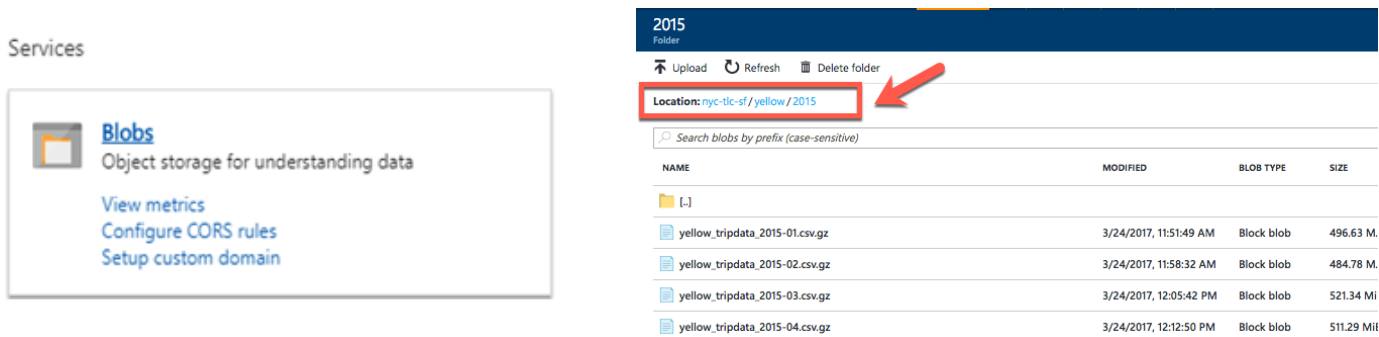 Services
Blobs
Object storage for understanding data
View metrics
Configure CORS rules
Setup custom domain
2015
Folder
Upload Refresh Delete folder
Location: nyc-tlc-sf / yellow / 2015
Search blobs by prefix (case-sensitive)
NAME MODIFIED BLOB TYPE SIZE
[..]
yellow_tripdata_2015-01.csv.gz 3/24/2017, 11:51:49 AM Block blob 496.63 M
yellow_tripdata_2015-02.csv.gz 3/24/2017, 11:58:32 AM Block blob 484.78 M
yellow_tripdata_2015-03.csv.gz 3/24/2017, 12:05:42 PM Block blob 521.34 Mi
yellow_tripdata_2015-04.csv.gz 3/24/2017, 12:12:50 PM Block blob 511.29 MiB